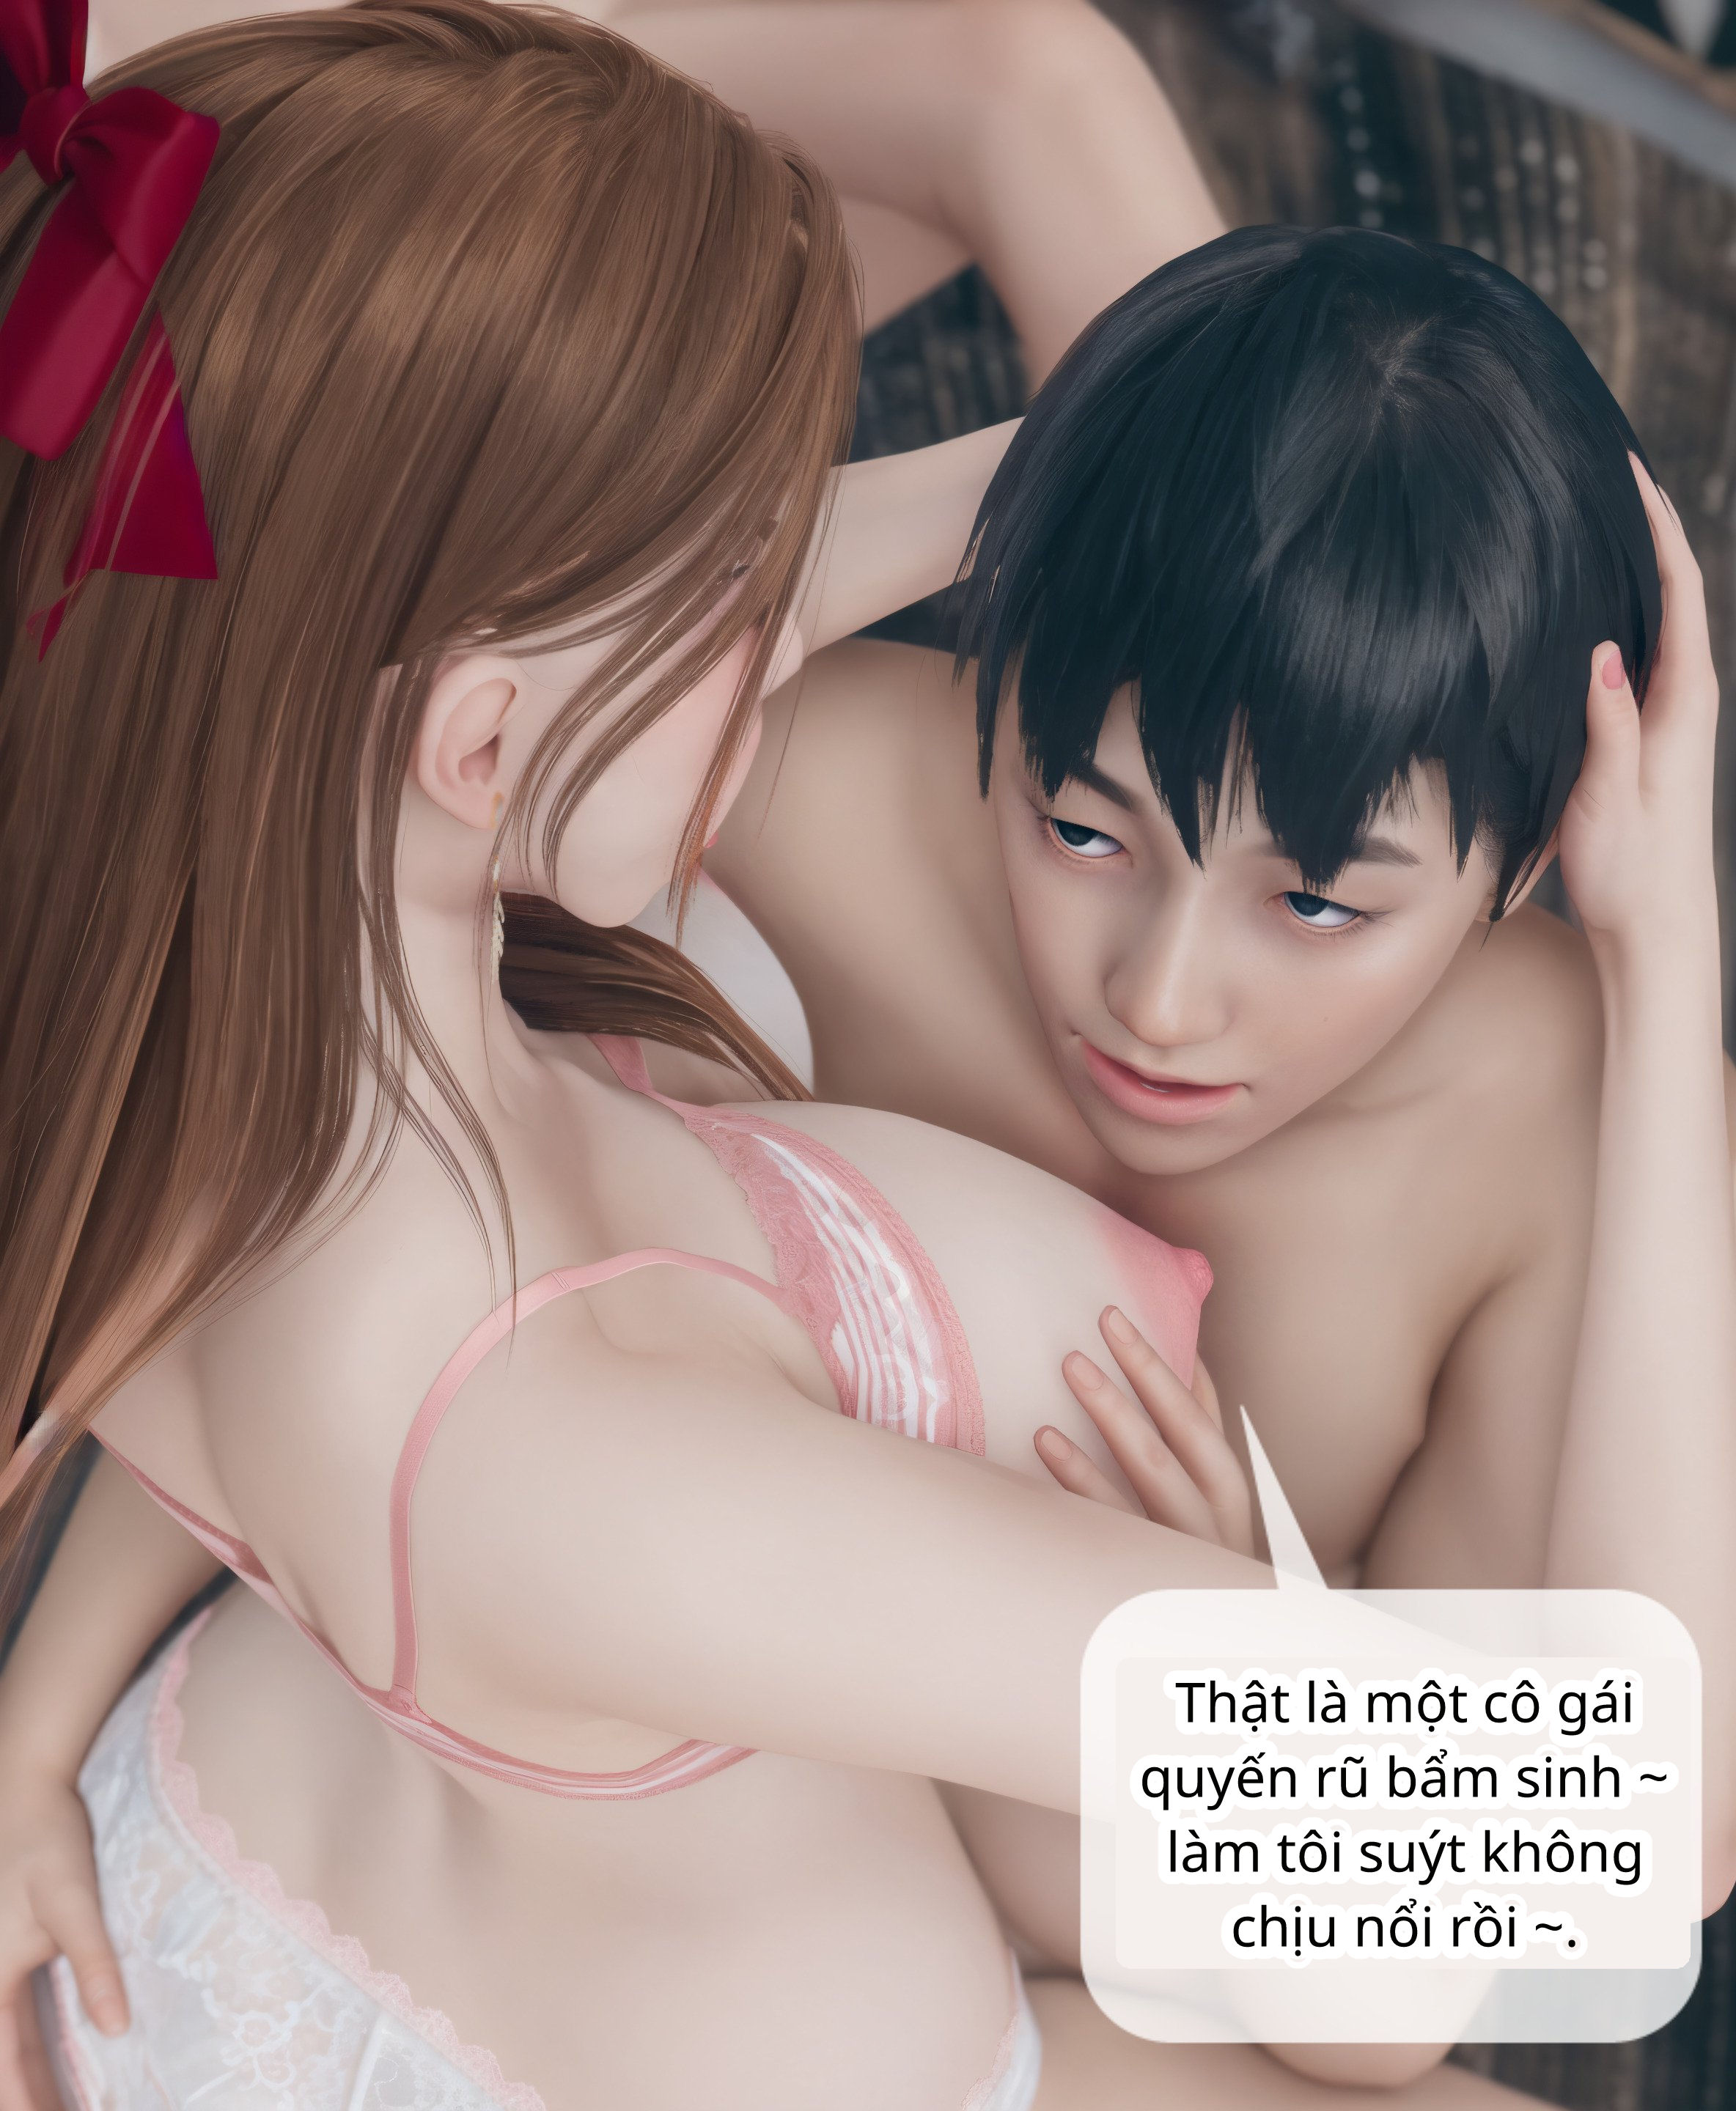 Thật là một cô gái
quyến rũ bẩm sinh ~
làm tôi suýt không
chịu nổi rồi ~.